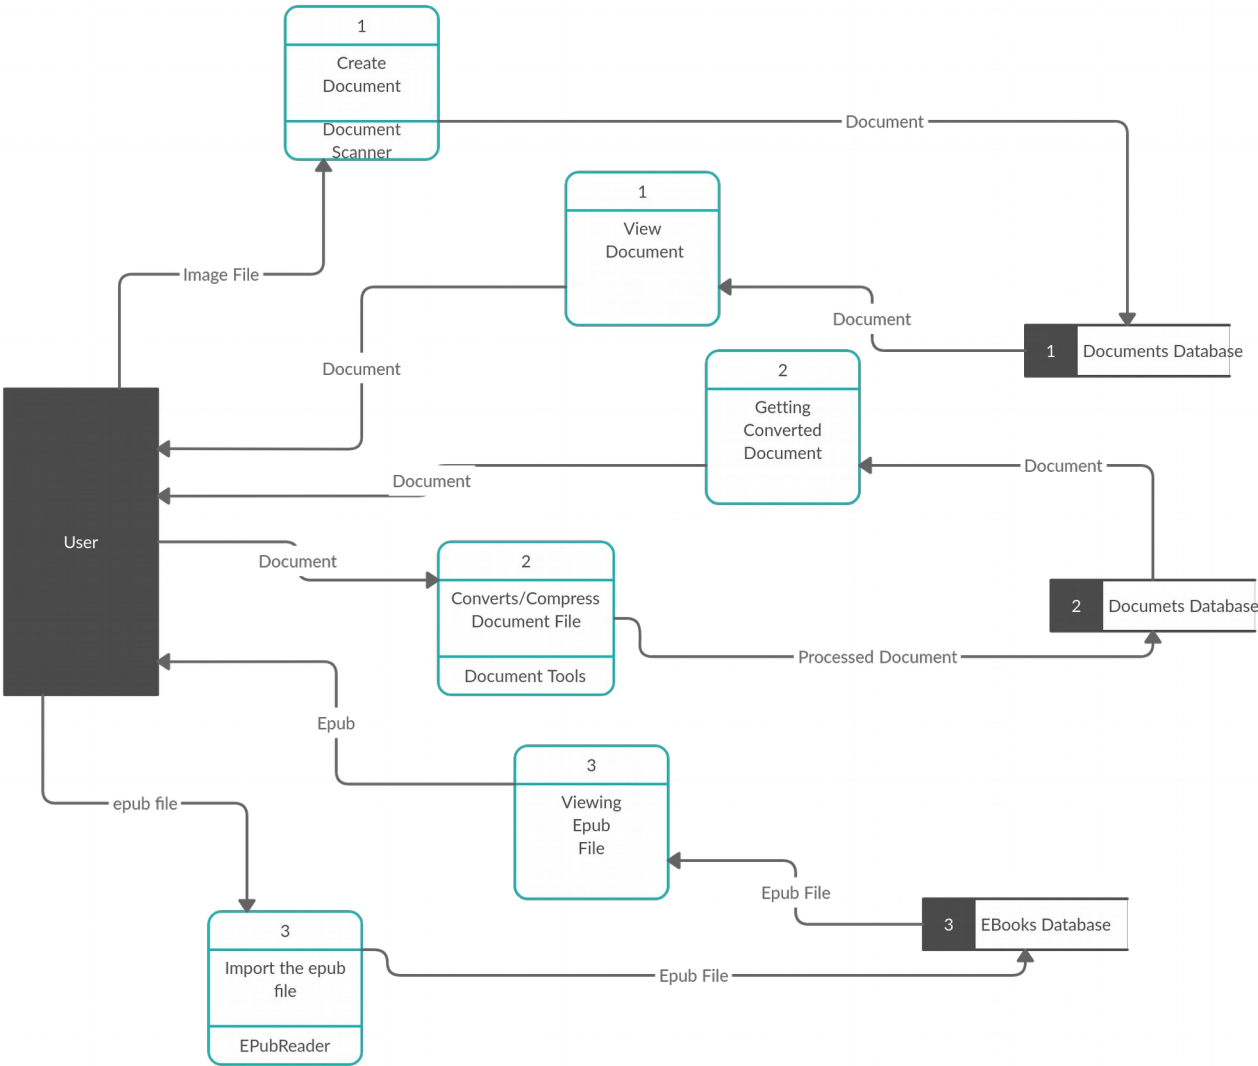 1
Create
Document
Document
Scanner
Document
1
View
Document
Image File
Document
Document
1 Documents Database
2
Getting
Converted
Document
Document
Document
User
Document
2
Converts/Compress
Document File
Document Tools
2 Documets Database
Processed Document
Epub
3
Viewing
Epub
File
epub file
Epub File
3 EBooks Database
3
Import the epub
file
EPubReader
Epub File